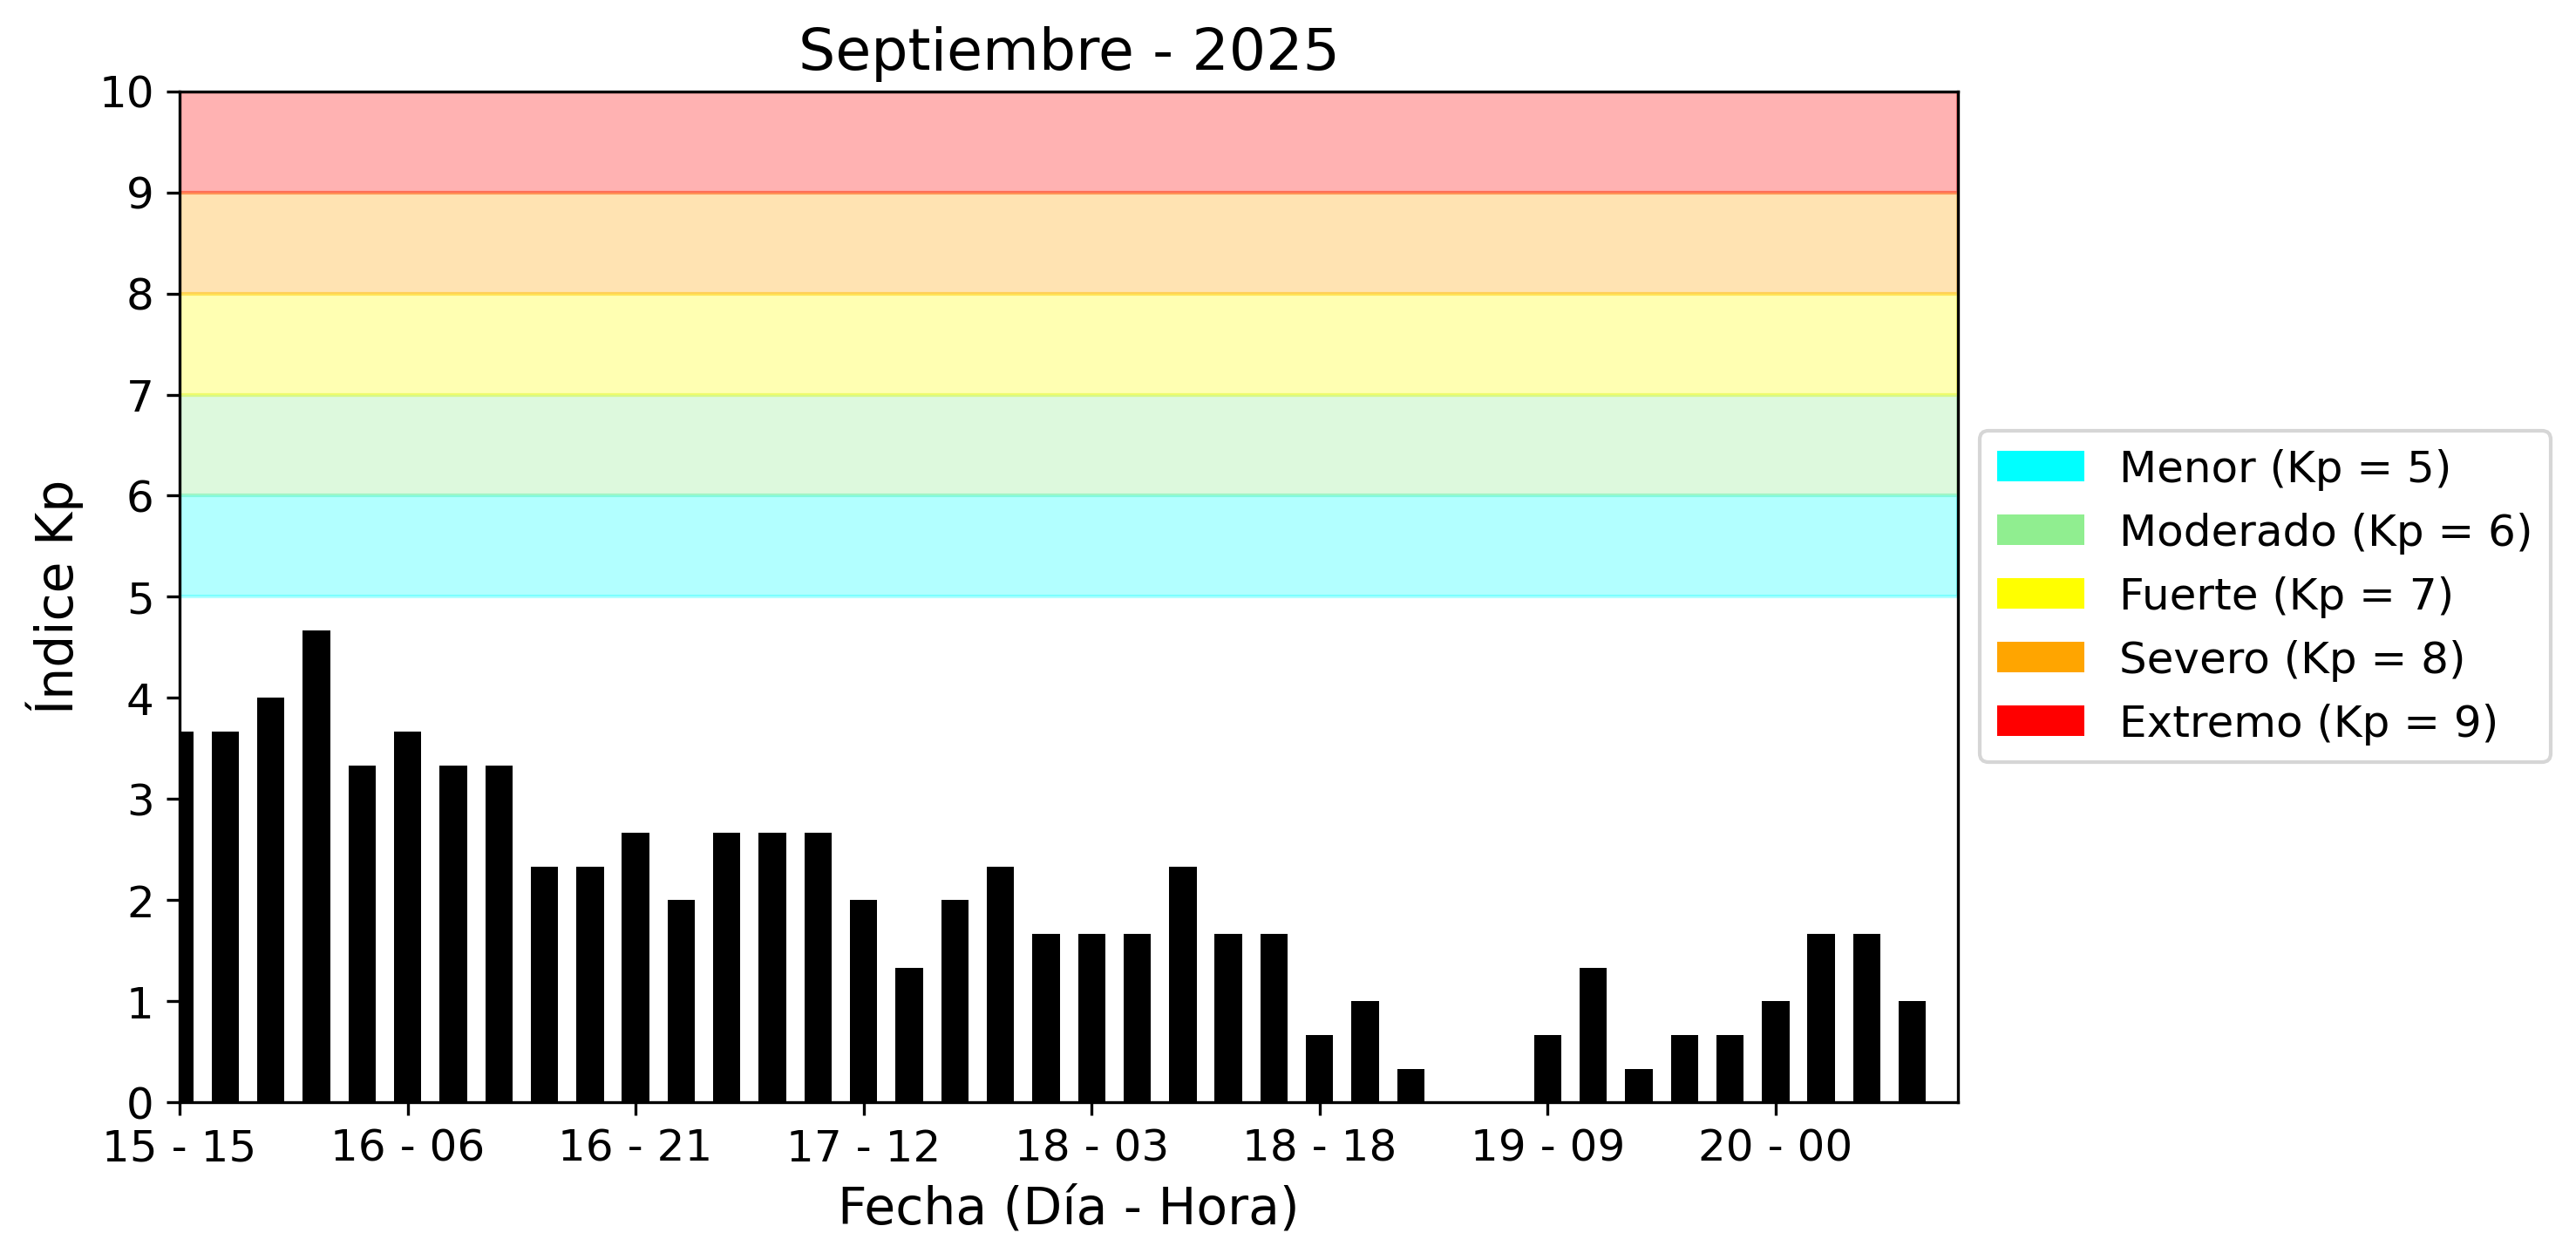 Septiembre - 2025
10
9
8
7
6
5
4
3
2
1
0
Índice Kp
15 - 15
16 - 06
16 - 21
17 - 12
18 - 03
18 - 18
19 - 09
20 - 00
Fecha (Día - Hora)
Menor (Kp = 5)
Moderado (Kp = 6)
Fuerte (Kp = 7)
Severo (Kp = 8)
Extremo (Kp = 9)